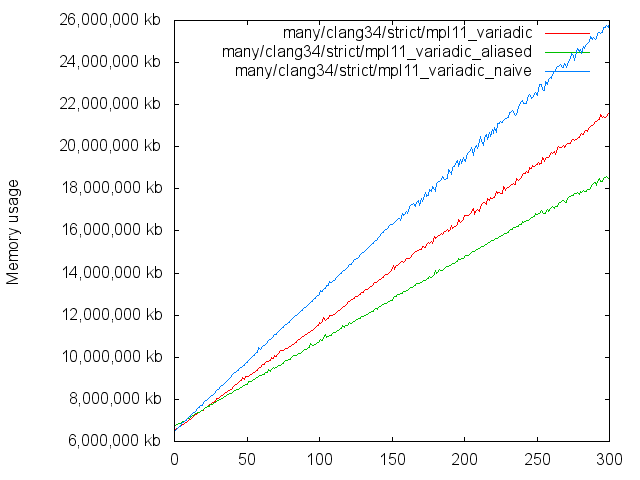 26,000,000 kb
24,000,000 kb
22,000,000 kb
20,000,000 kb
18,000,000 kb
16,000,000 kb
14,000,000 kb
12,000,000 kb
10,000,000 kb
8,000,000 kb
6,000,000 kb
Memory usage
many/clang34/strict/mpl11_variadic
many/clang34/strict/mpl11_variadic_aliased
many/clang34/strict/mpl11_variadic_naive
0 50 100 150 200 250 300